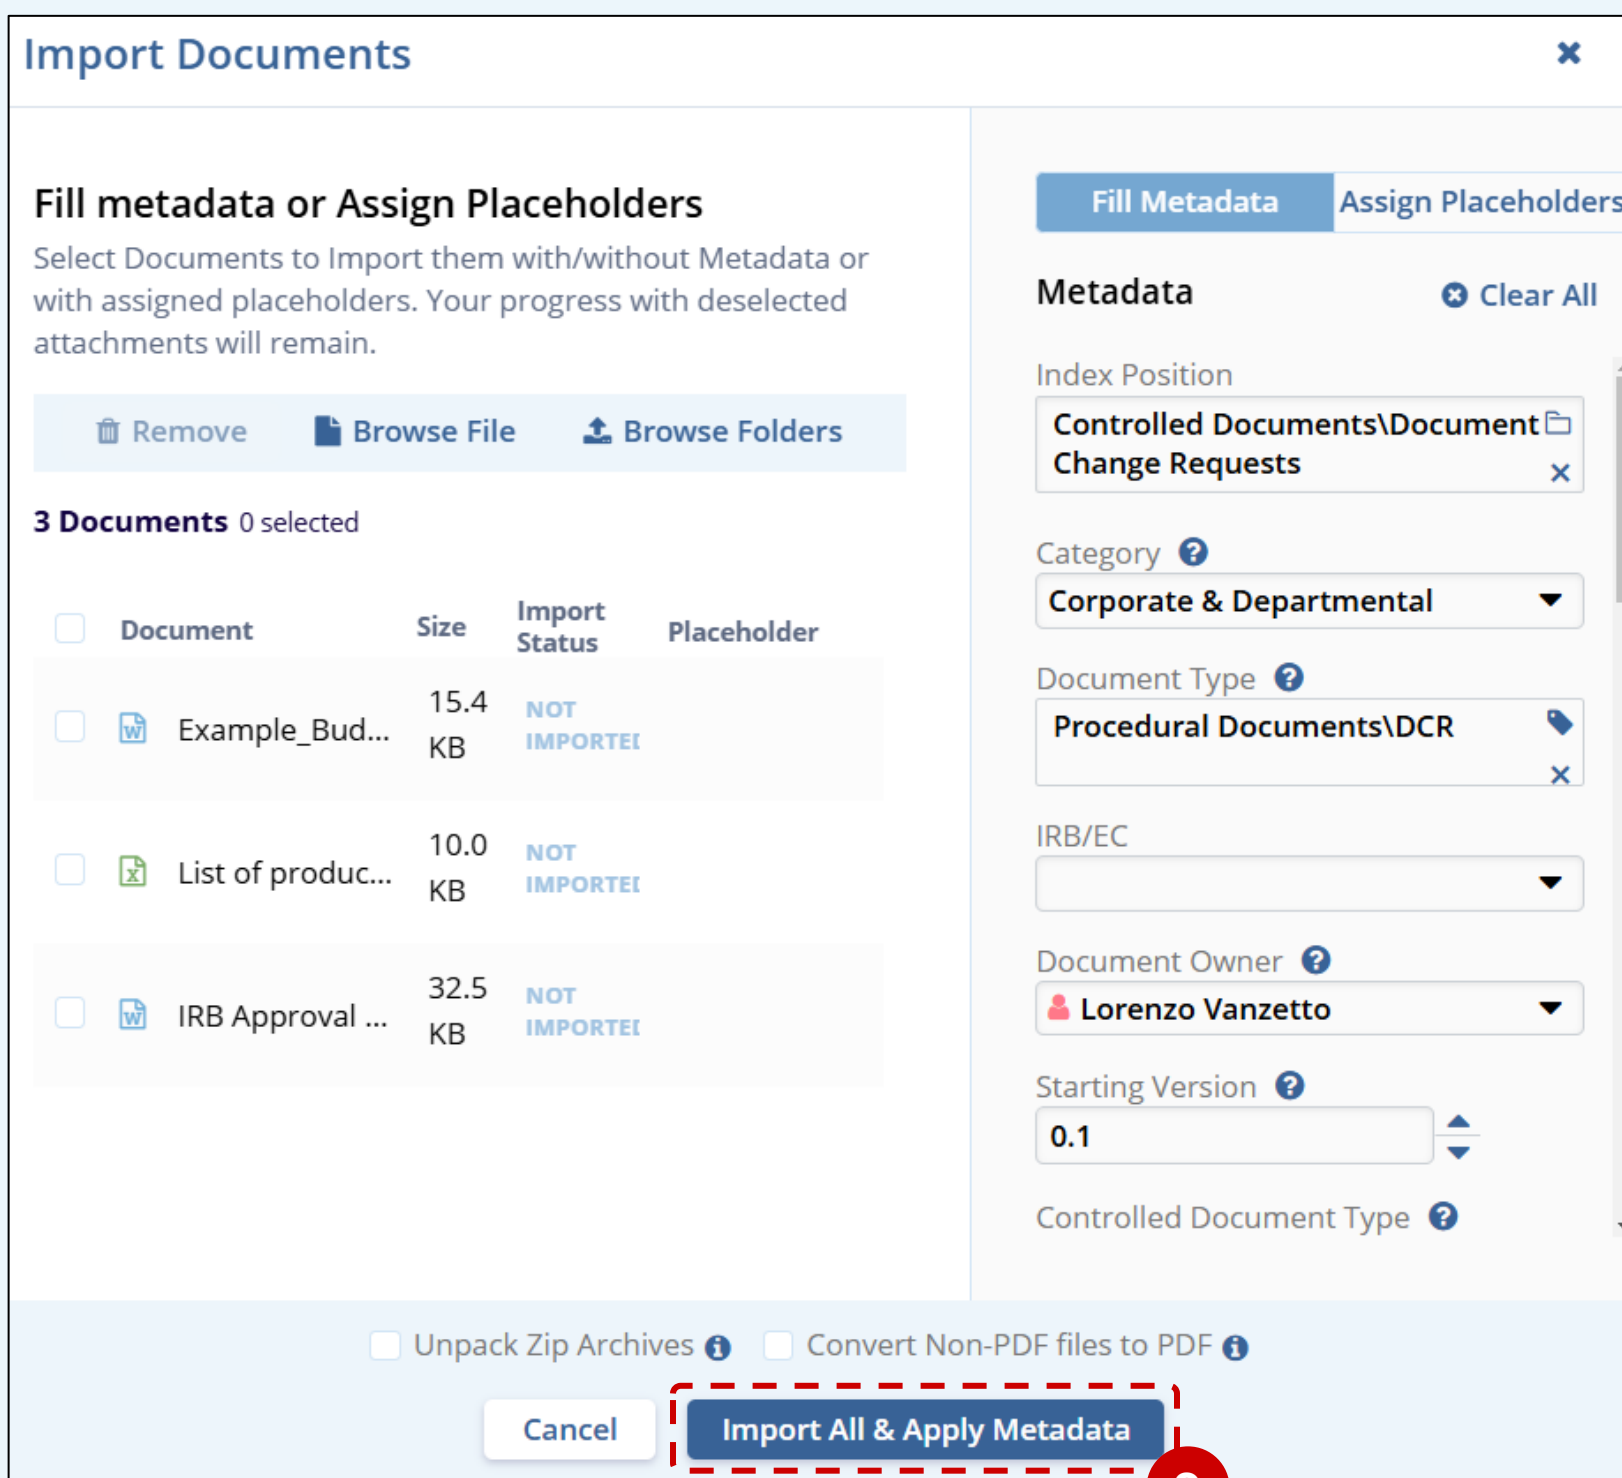 Import Documents
Fill metadata or Assign Placeholders
Select Documents to Import them with/without Metadata or
with assigned placeholders. Your progress with deselected
attachments will remain.
Remove Browse File Browse Folders
3 Documents 0 selected
Document Size Import Status Placeholder
Example_Bud... 15.4 KB NOT IMPORTED
List of produc... 10.0 KB NOT IMPORTED
IRB Approval ... 32.5 KB NOT IMPORTED
Fill Metadata Assign Placeholders
Metadata Clear All
Index Position
Controlled Documents\Document
Change Requests
Category
Corporate & Departmental
Document Type
Procedural Documents\DCR
IRB/EC
Document Owner
Lorenzo Vanzetto
Starting Version
0.1
Controlled Document Type
Unpack Zip Archives Convert Non-PDF files to PDF
Cancel Import All & Apply Metadata